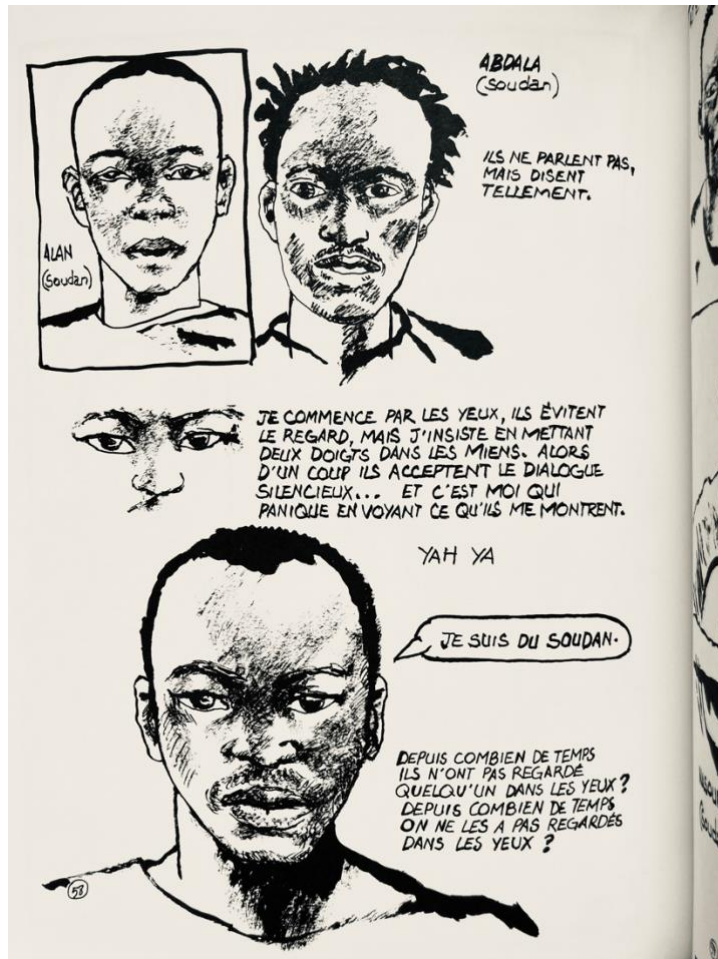 ALAN
(Soudan)
ABDALA
(Soudan)
ILS NE PARLENT PAS,
MAIS DISENT
TELLEMENT.
JE COMMENCE PAR LES YEUX, ILS ÉVITENT
LE REGARD, MAIS J'INSISTE EN METTANT
DEUX DOIGTS DANS LES MIENS. ALORS
D'UN COUP ILS ACCEPTENT LE DIALOGUE
SILENCIEUX... ET C'EST MOI QUI
PANIQUE EN VOYANT CE QU'ILS ME MONTRENT.
YAH YA
JE SUIS DU SOUDAN.
DEPUIS COMBIEN DE TEMPS
ILS N'ONT PAS REGARDÉ
QUELQU'UN DANS LES YEUX ?
DEPUIS COMBIEN DE TEMPS
ON NE LES A PAS REGARDÉS
DANS LES YEUX ?
58